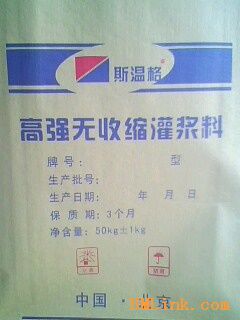 斯温格
高强无收缩灌浆料
牌号: 型
生产批号:
生产日期: 年 月 日
保 质 期: 3个月
净含量: 50kg±1kg
中国·北京